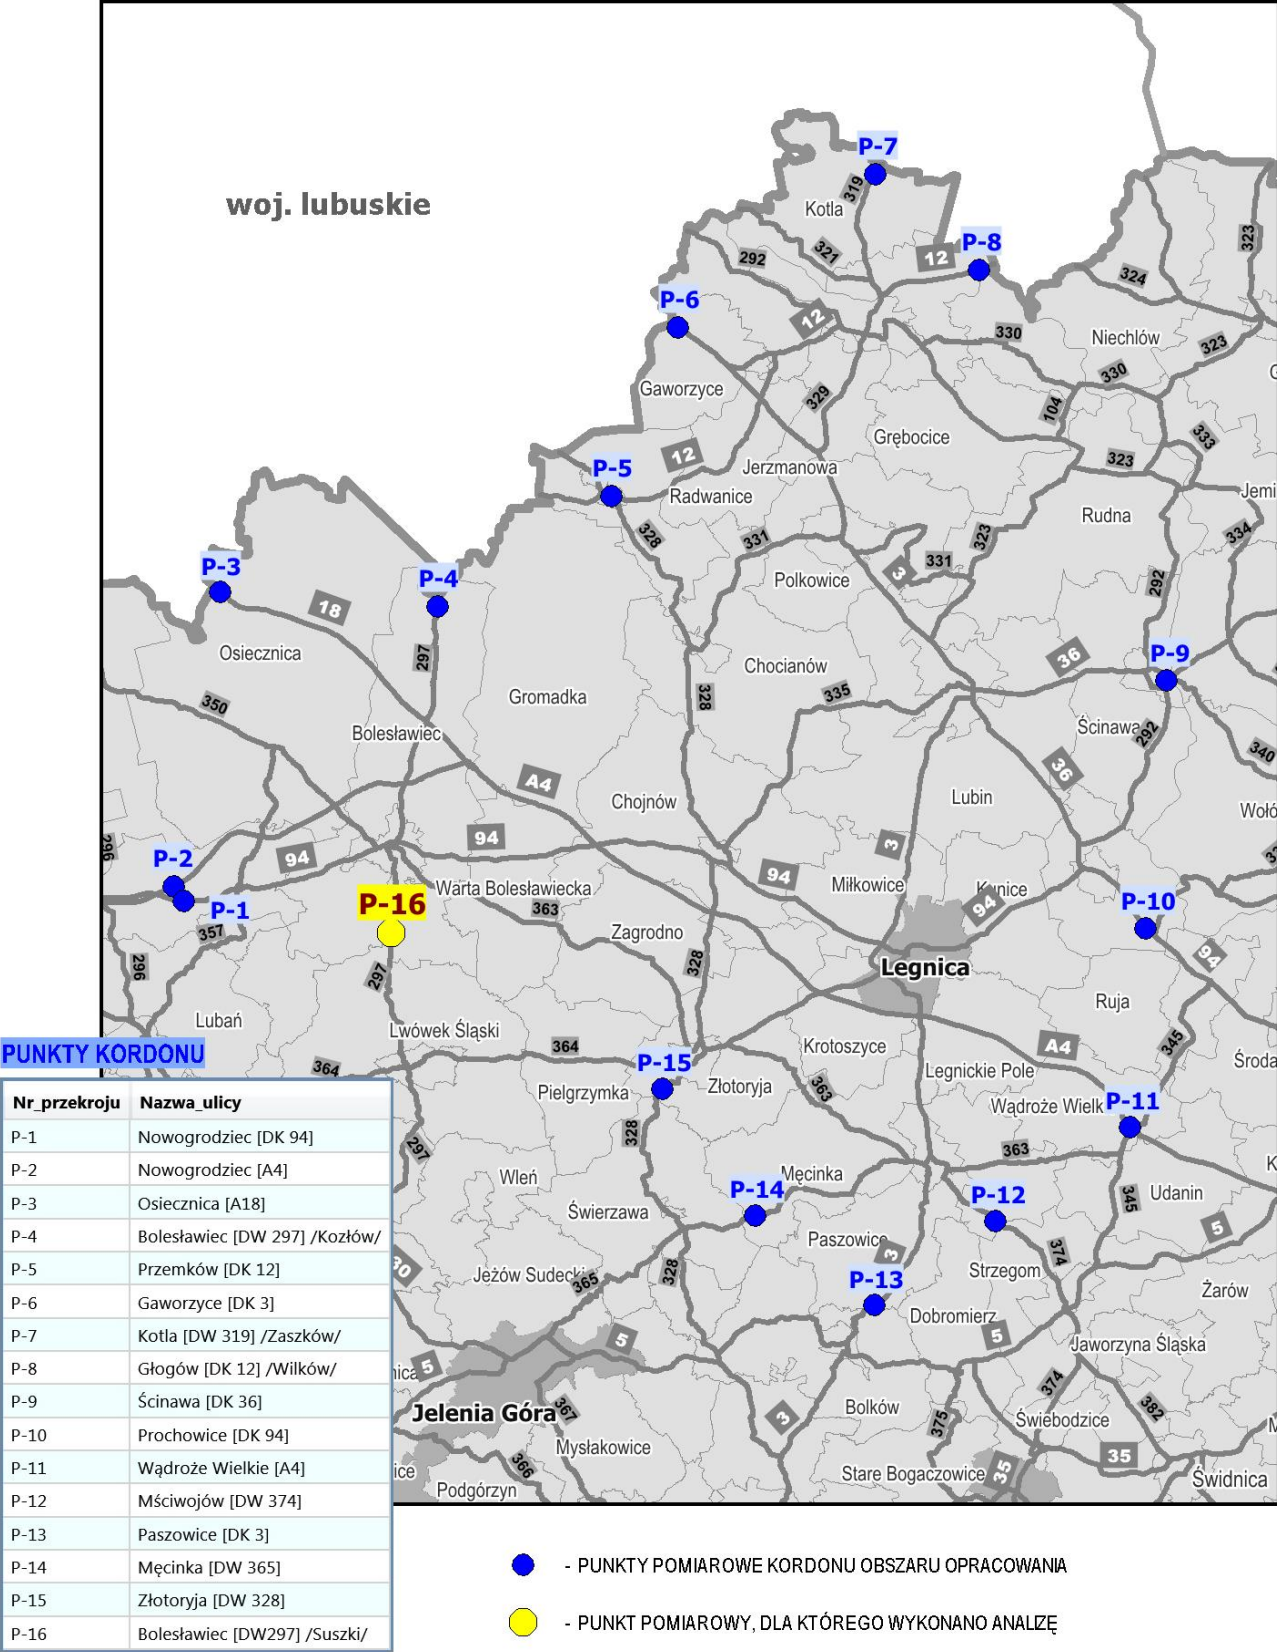 P-7
319
woj. lubuskie
Kotla
323
P-8
321
12
292
324
P-6
12
330
Niechlów
323
330
Gaworzyce
329
104
Grębocice
333
12
323
P-5
Jerzmanowa
Radwanice
Jemi
Rudna
328
331
323
334
P-3
331
P-4
3
Polkowice
292
18
Osiecznica
297
36
P-9
Chocianów
Gromadka
328
335
350
Ścinawa
292
Bolesławiec
340
36
A4
Chojnów
Lubin
Woło
94
3
296
94
P-2
94
Warta Bolesławiecka
Miłkowice
Kunice
P-16
363
94
P-10
P-1
357
Zagrodno
94
328
Legnica
296
297
Ruja
Lubań
Lwówek Śląski
364
Krotoszyce
A4
345
PUNKTY KORDONU
364
P-15
Legnickie Pole
Środa
Pielgrzymka
Złotoryja
363
Wądroże Wielk
P-11
328
297
363
Wleń
Męcinka
P-14
P-12
345
Udanin
Świerzawa
5
Paszowice
3
374
30
Jeżów Sudecki
365
328
P-13
Strzegom
Żarów
Dobromierz
5
5
Jaworzyna Śląska
5
374
Jelenia Góra
367
3
Bolków
375
Świebodzice
382
Mysłakowice
366
Stare Bogaczowice
35
35
Świdnica
ice
Podgórzyn
Nr_przekroju Nazwa_ulicy
P-1 Nowogrodziec [DK 94]
P-2 Nowogrodziec [A4]
P-3 Osiecznica [A18]
P-4 Bolesławiec [DW 297] /Kozłów/
P-5 Przemków [DK 12]
P-6 Gaworzyce [DK 3]
P-7 Kotla [DW 319] /Zaszków/
P-8 Głogów [DK 12] /Wilków/
P-9 Ścinawa [DK 36]
P-10 Prochowice [DK 94]
P-11 Wądroże Wielkie [A4]
P-12 Mściwojów [DW 374]
P-13 Paszowice [DK 3]
P-14 Męcinka [DW 365]
P-15 Złotoryja [DW 328]
P-16 Bolesławiec [DW297] /Suszki/
- PUNKTY POMIAROWE KORDONU OBSZARU OPRACOWANIA
- PUNKT POMIAROWY, DLA KTÓREGO WYKONANO ANALIZĘ